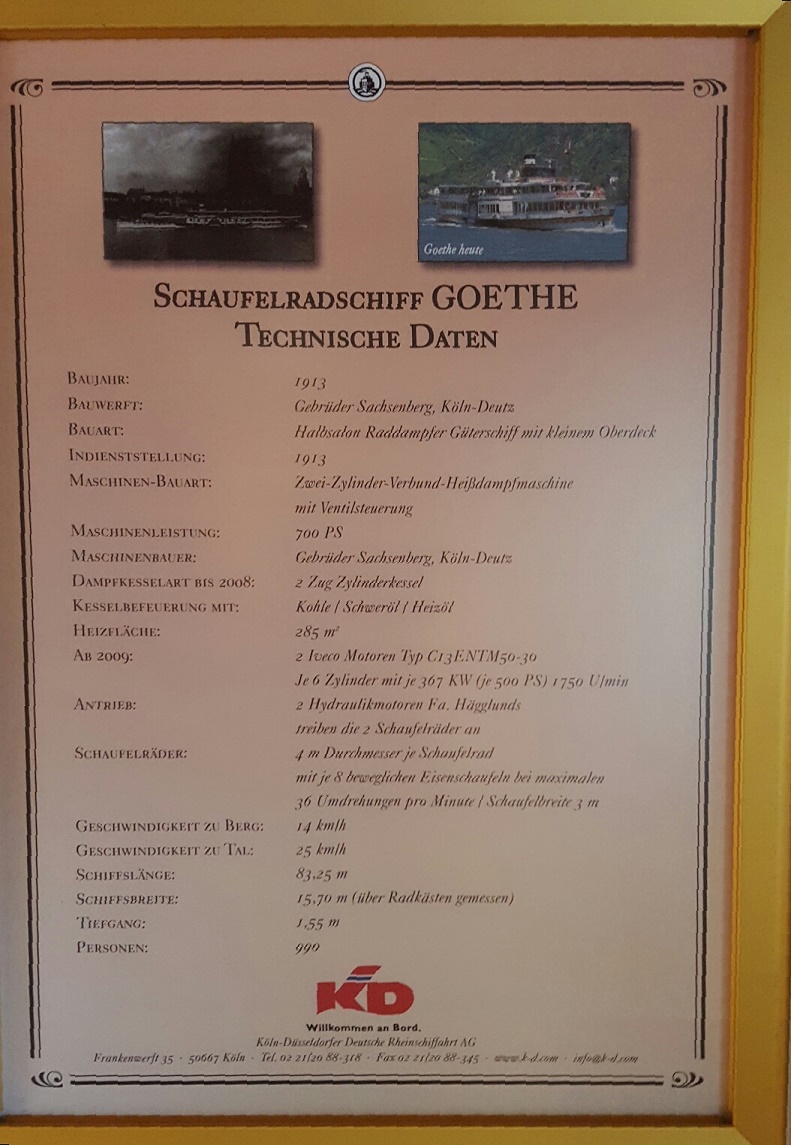 Goethe heute
SCHAUFELRADSCHIFF GOETHE
TECHNISCHE DATEN
BAUJAHR: 1913
BAUWERFT: Gebrüder Sachsenberg, Köln-Deutz
BAUART: Halbsalon Raddampfer Güterschiff mit kleinem Oberdeck
INDIENSTSTELLUNG: 1913
MASCHINEN-BAUART: Zwei-Zylinder-Verbund-Heißdampfmaschine
mit Ventilsteuerung
MASCHINENLEISTUNG: 700 PS
MASCHINENBAUER: Gebrüder Sachsenberg, Köln-Deutz
DAMPFKESSELART BIS 2008: 2 Zug Zylinderkessel
KESSELBEFEUERUNG MIT: Kohle / Schweröl / Heizöl
HEIZFLÄCHE: 285 m²
AB 2009: 2 Iveco Motoren Typ C13ENTM50-30
Je 6 Zylinder mit je 367 KW (je 500 PS) 1750 U/min
ANTRIEB: 2 Hydraulikmotoren Fa. Hägglunds
treiben die 2 Schaufelräder an
SCHAUFELRÄDER: 4 m Durchmesser je Schaufelrad
mit je 8 beweglichen Eisenschaufeln bei maximalen
36 Umdrehungen pro Minute / Schaufelbreite 3 m
GESCHWINDIGKEIT ZU BERG: 14 km/h
GESCHWINDIGKEIT ZU TAL: 25 km/h
SCHIFFSLÄNGE: 83,25 m
SCHIFFSBREITE: 15,70 m (über Radkästen gemessen)
TIEFGANG: 1,55 m
PERSONEN: 990
KD
Willkommen an Bord.
Köln-Düsseldorfer Deutsche Rheinschiffahrt AG
Frankenwerft 35 · 50667 Köln · Tel. 02 21/20 88-318 · Fax 02 21/20 88-345 · www.k-d.com · info@k-d.com